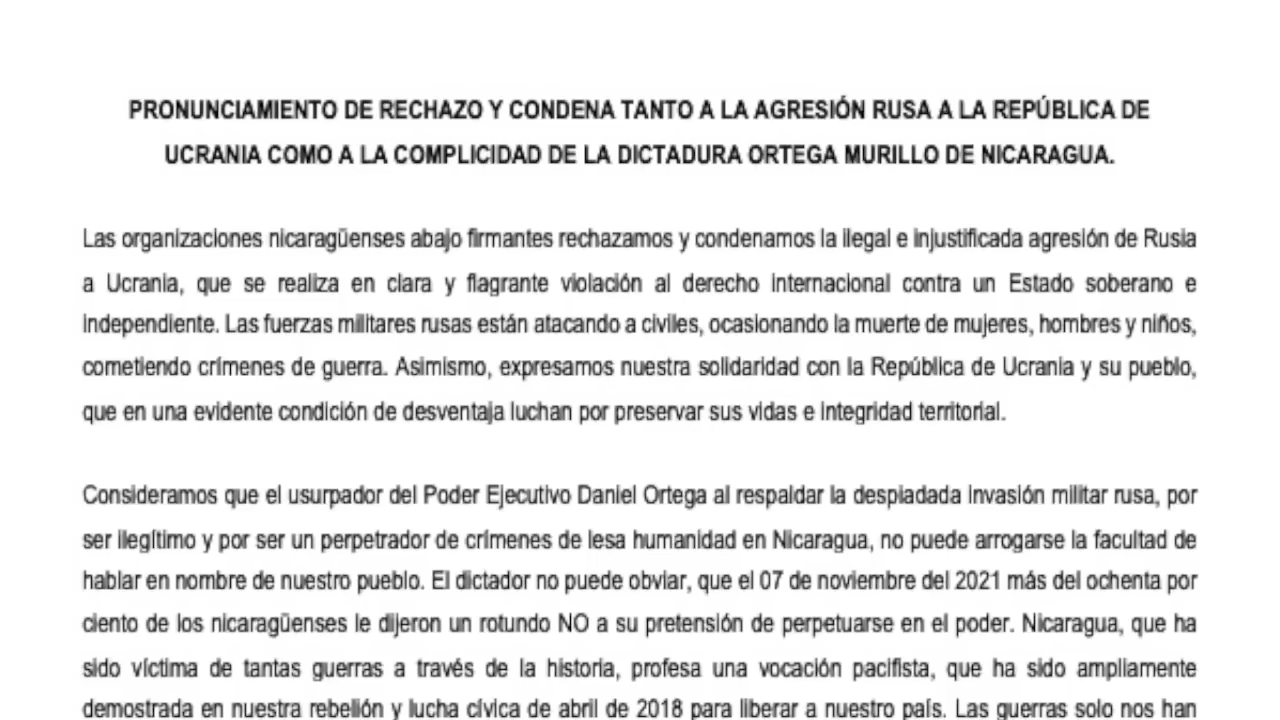 PRONUNCIAMIENTO DE RECHAZO Y CONDENA TANTO A LA AGRESIÓN RUSA A LA REPÚBLICA DE
UCRANIA COMO A LA COMPLICIDAD DE LA DICTADURA ORTEGA MURILLO DE NICARAGUA.
Las organizaciones nicaragüenses abajo firmantes rechazamos y condenamos la ilegal e injustificada agresión de Rusia
a Ucrania, que se realiza en clara y flagrante violación al derecho internacional contra un Estado soberano e
independiente. Las fuerzas militares rusas están atacando a civiles, ocasionando la muerte de mujeres, hombres y niños,
cometiendo crímenes de guerra. Asimismo, expresamos nuestra solidaridad con la República de Ucrania y su pueblo,
que en una evidente condición de desventaja luchan por preservar sus vidas e integridad territorial.
Consideramos que el usurpador del Poder Ejecutivo Daniel Ortega al respaldar la despiadada invasión militar rusa, por
ser ilegítimo y por ser un perpetrador de crímenes de lesa humanidad en Nicaragua, no puede arrogarse la facultad de
hablar en nombre de nuestro pueblo. El dictador no puede obviar, que el 07 de noviembre del 2021 más del ochenta por
ciento de los nicaragüenses le dijeron un rotundo NO a su pretensión de perpetuarse en el poder. Nicaragua, que ha
sido víctima de tantas guerras a través de la historia, profesa una vocación pacifista, que ha sido ampliamente
demostrada en nuestra rebelión y lucha cívica de abril de 2018 para liberar a nuestro país. Las guerras solo nos han